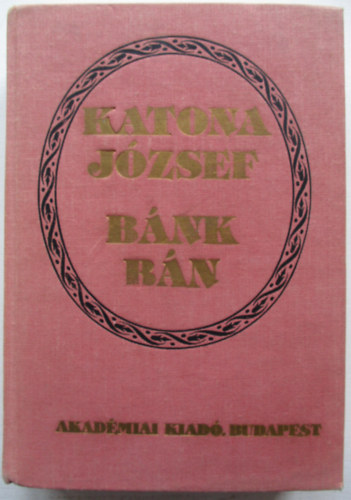 KATONA
JÓZSEF
BÁNK
BÁN
AKADÉMIAI KIADÓ, BUDAPEST